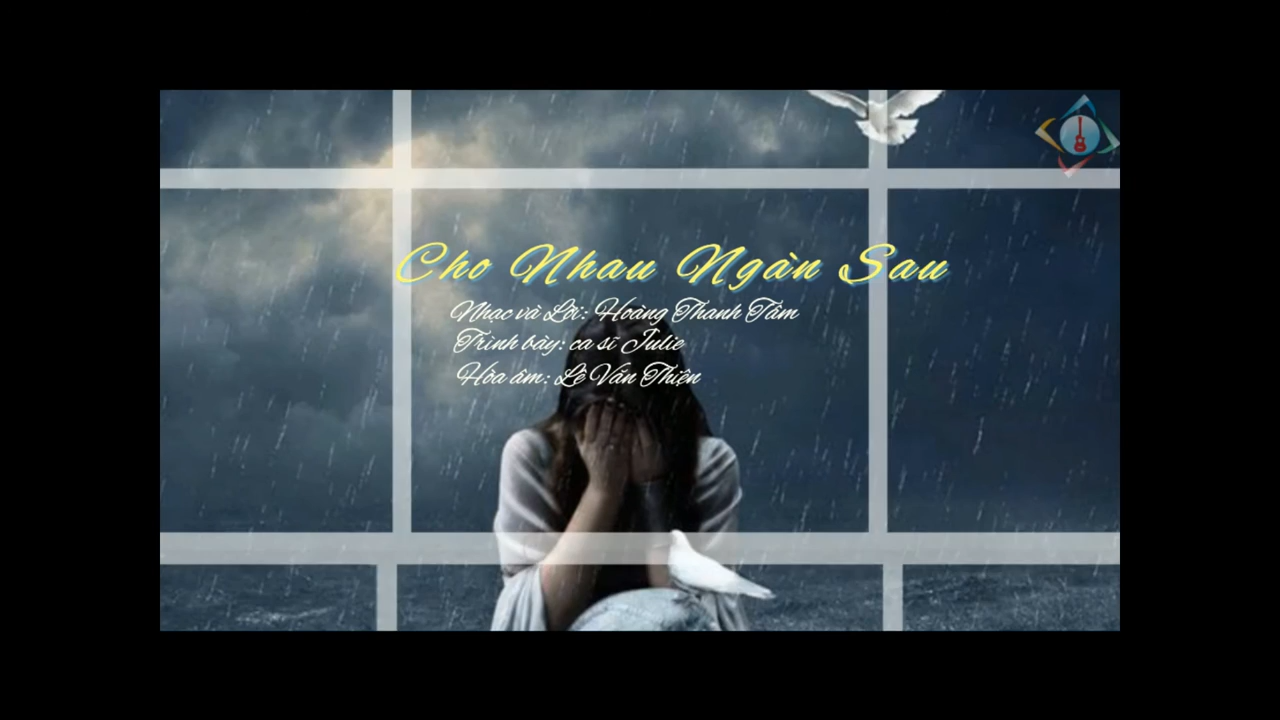 Cho Nhau Ngàn Sau
Nhạc và Lời: Hoàng Thanh Tâm
Trình bày: ca sĩ Julie
Hòa âm: Lê Văn Thiện